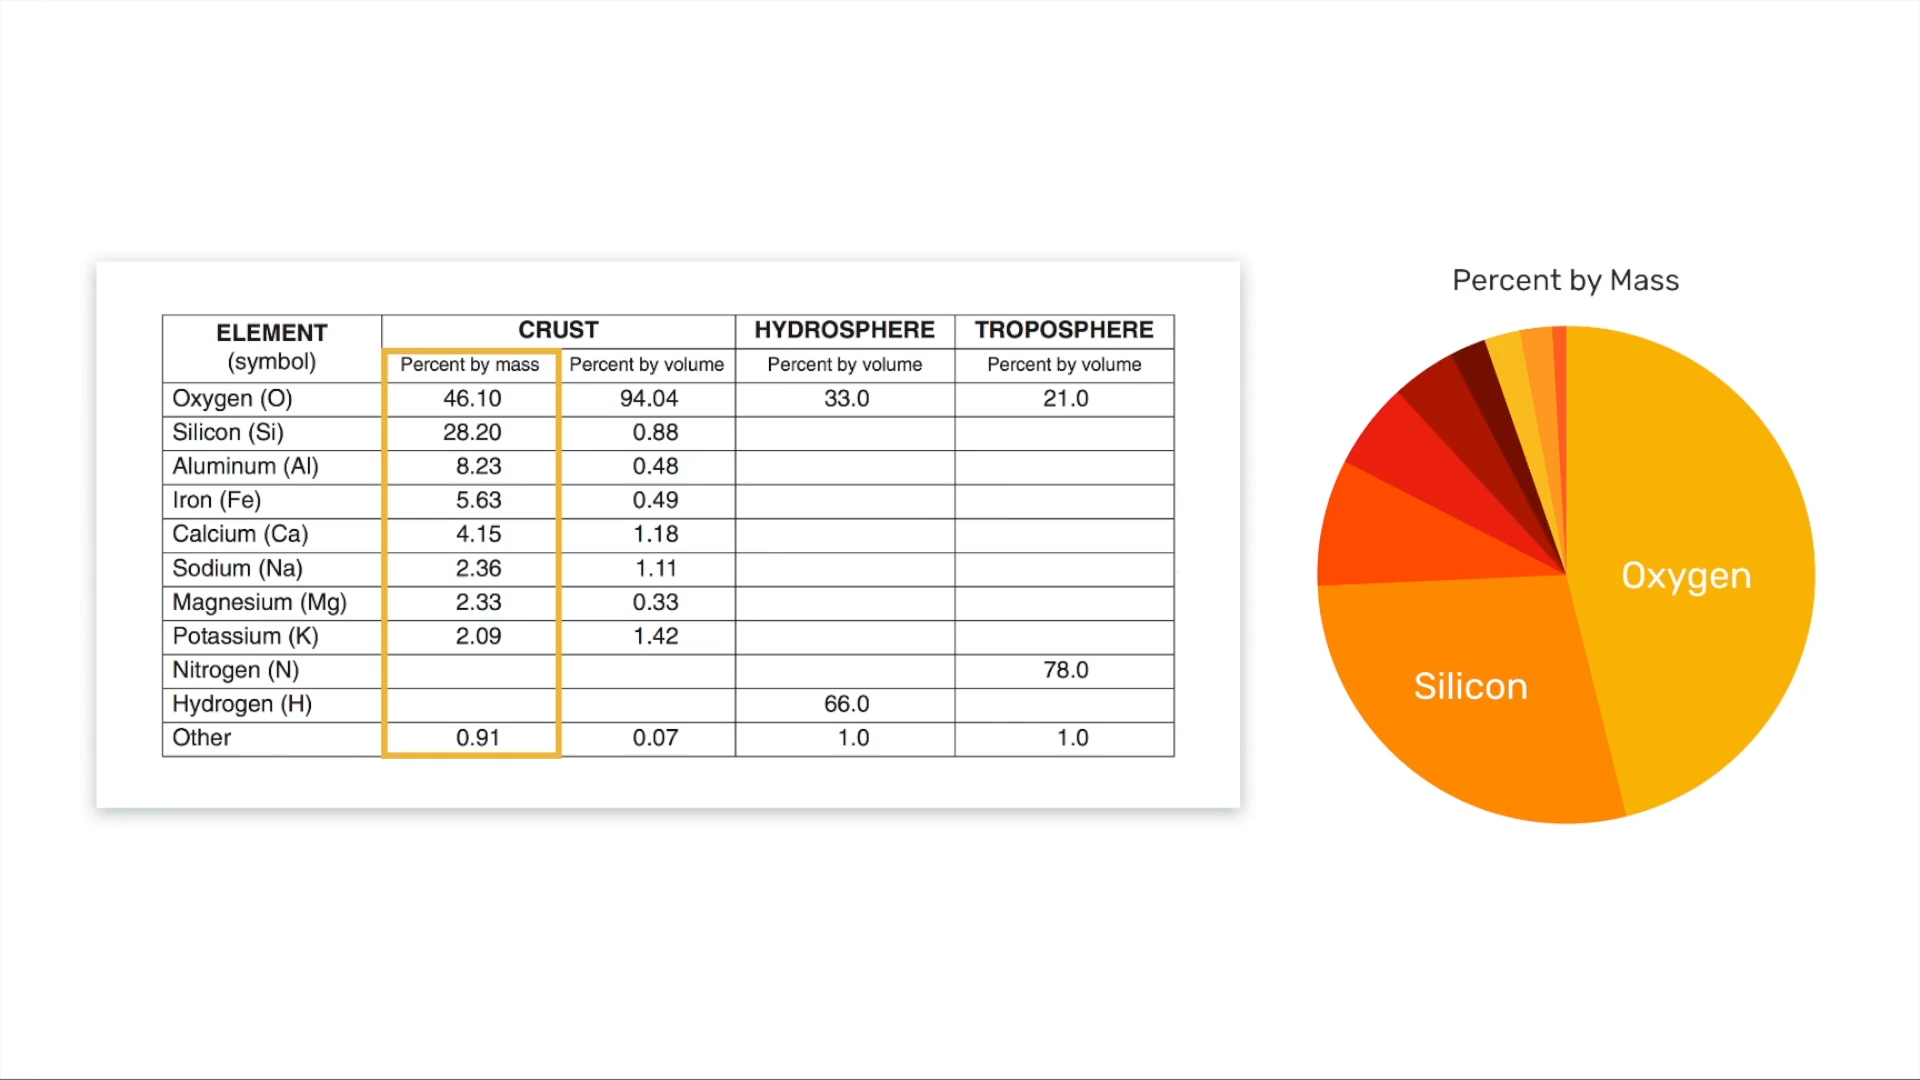 ELEMENT
(symbol)
CRUST
HYDROSPHERE
TROPOSPHERE
Percent by mass
Percent by volume
Percent by volume
Percent by volume
Oxygen (O) 46.10 94.04 33.0 21.0
Silicon (Si) 28.20 0.88
Aluminum (Al) 8.23 0.48
Iron (Fe) 5.63 0.49
Calcium (Ca) 4.15 1.18
Sodium (Na) 2.36 1.11
Magnesium (Mg) 2.33 0.33
Potassium (K) 2.09 1.42
Nitrogen (N) 78.0
Hydrogen (H) 66.0
Other 0.91 0.07 1.0 1.0
Percent by Mass
Oxygen
Silicon